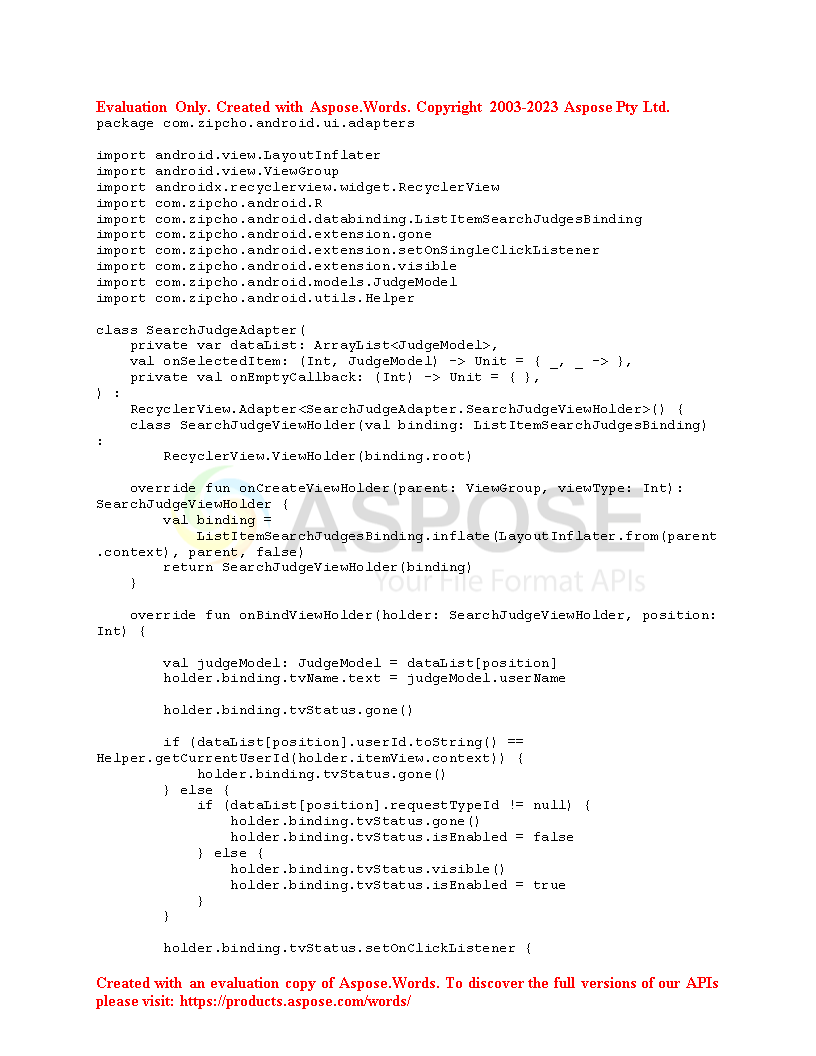 Evaluation Only. Created with Aspose.Words. Copyright 2003-2023 Aspose Pty Ltd.
package com.zipcho.android.ui.adapters
import android.view.LayoutInflater
import android.view.ViewGroup
import androidx.recyclerview.widget.RecyclerView
import com.zipcho.android.R
import com.zipcho.android.databinding.ListItemSearchJudgesBinding
import com.zipcho.android.extension.gone
import com.zipcho.android.extension.setOnSingleClickListener
import com.zipcho.android.extension.visible
import com.zipcho.android.models.JudgeModel
import com.zipcho.android.utils.Helper
class SearchJudgeAdapter(
    private var dataList: ArrayList<JudgeModel>,
    val onSelectedItem: (Int, JudgeModel) -> Unit = { _, _ -> },
    private val onEmptyCallback: (Int) -> Unit = { },
) :
    RecyclerView.Adapter<SearchJudgeAdapter.SearchJudgeViewHolder>() {
    class SearchJudgeViewHolder(val binding: ListItemSearchJudgesBinding)
:
        RecyclerView.ViewHolder(binding.root)
    override fun onCreateViewHolder(parent: ViewGroup, viewType: Int):
SearchJudgeViewHolder {
        val binding =
            ListItemSearchJudgesBinding.inflate(LayoutInflater.from(parent
.context), parent, false)
        return SearchJudgeViewHolder(binding)
    }
ASPOSE
Your File Format APIs
    override fun onBindViewHolder(holder: SearchJudgeViewHolder, position:
Int) {
        val judgeModel: JudgeModel = dataList[position]
        holder.binding.tvName.text = judgeModel.userName
        holder.binding.tvStatus.gone()
        if (dataList[position].userId.toString() ==
Helper.getCurrentUserId(holder.itemView.context)) {
            holder.binding.tvStatus.gone()
        } else {
            if (dataList[position].requestTypeId != null) {
                holder.binding.tvStatus.gone()
                holder.binding.tvStatus.isEnabled = false
            } else {
                holder.binding.tvStatus.visible()
                holder.binding.tvStatus.isEnabled = true
            }
        }
        holder.binding.tvStatus.setOnClickListener {
Created with an evaluation copy of Aspose.Words. To discover the full versions of our APIs
please visit: https://products.aspose.com/words/